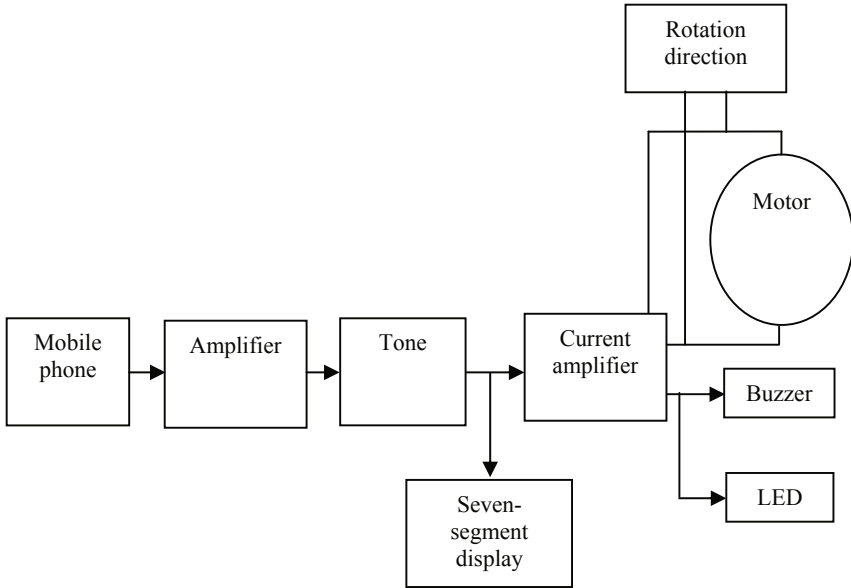 Rotation
direction
Motor
Mobile
phone
Amplifier
Tone
Current
amplifier
Buzzer
LED
Seven-
segment
display